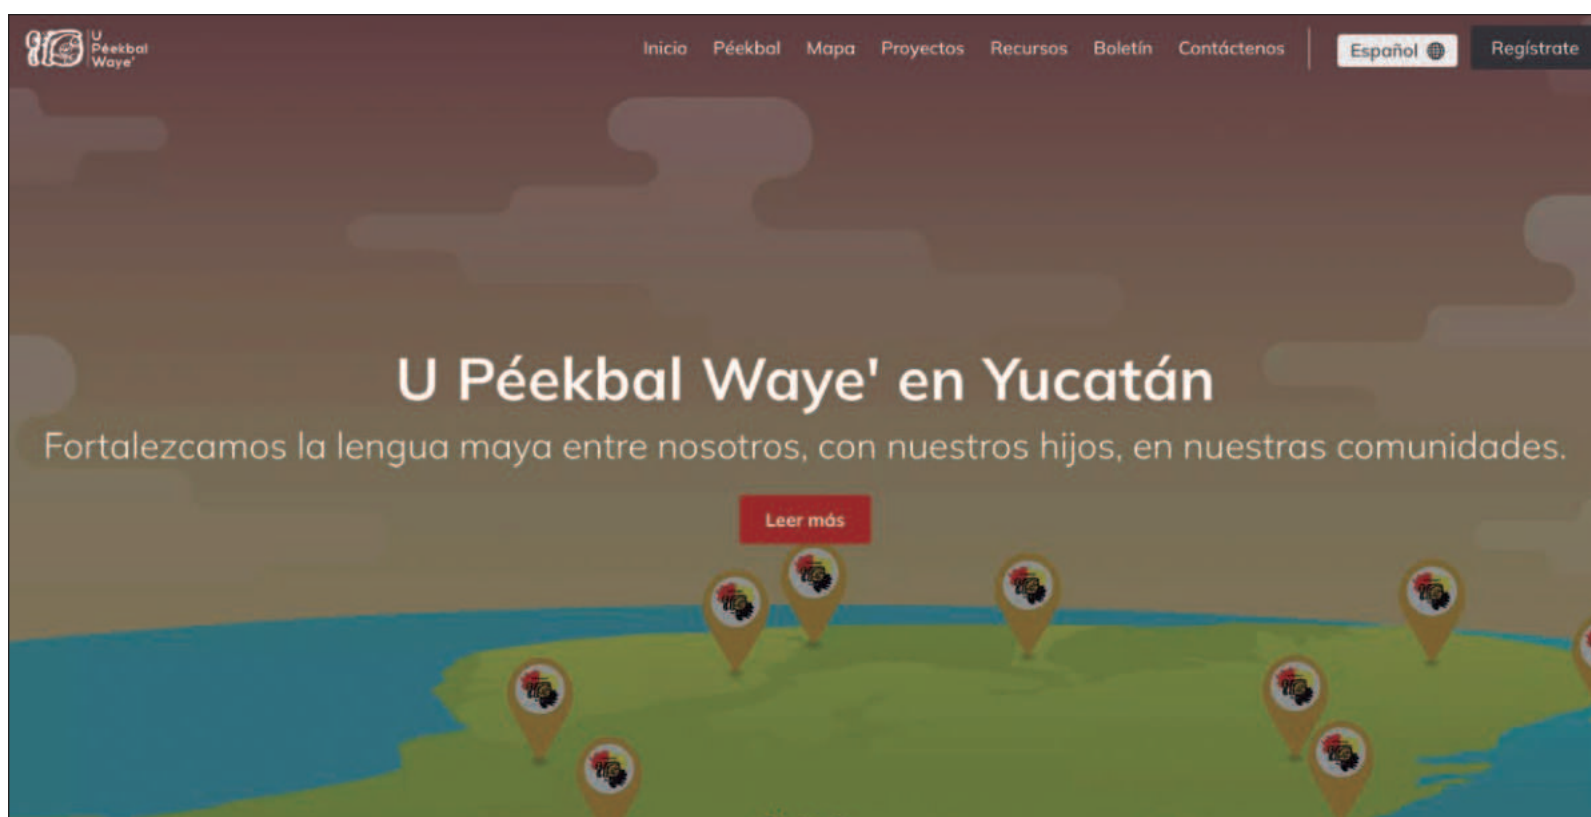 U
Péekbal
Waye'
Inicio Péekbal Mapa Proyectos Recursos Boletín Contáctenos Español Regístrate
U Péekbal Waye' en Yucatán
Fortalezcamos la lengua maya entre nosotros, con nuestros hijos, en nuestras comunidades.
Leer más